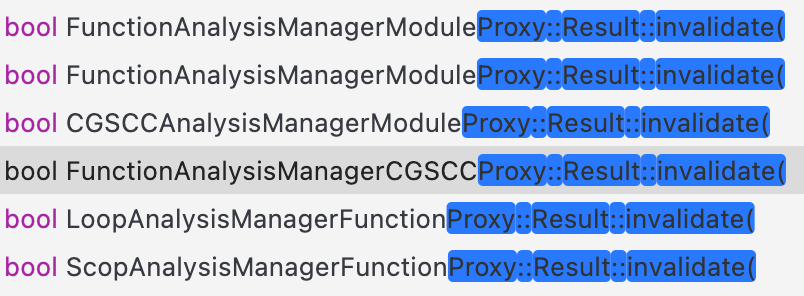 bool FunctionAnalysisManagerModuleProxy::Result::invalidate(
bool FunctionAnalysisManagerModuleProxy::Result::invalidate(
bool CGSCCAnalysisManagerModuleProxy::Result::invalidate(
bool FunctionAnalysisManagerCGSCCProxy::Result::invalidate(
bool LoopAnalysisManagerFunctionProxy::Result::invalidate(
bool ScopAnalysisManagerFunctionProxy::Result::invalidate(